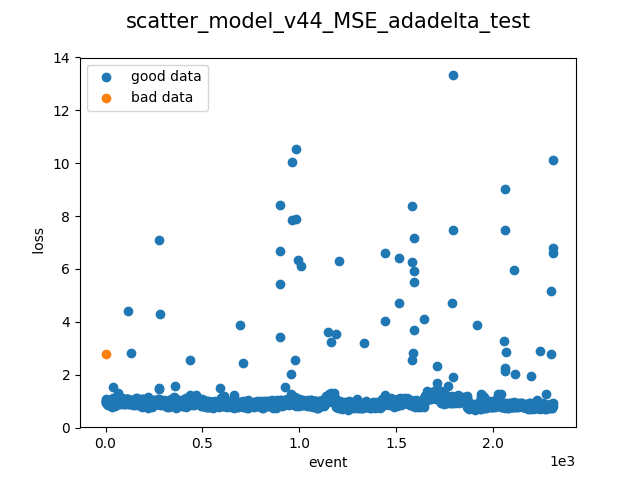 scatter_model_v44_MSE_adadelta_test
14
12
10
8
6
4
2
0
loss
good data
bad data
0.0 0.5 1.0 1.5 2.0
1e3
event